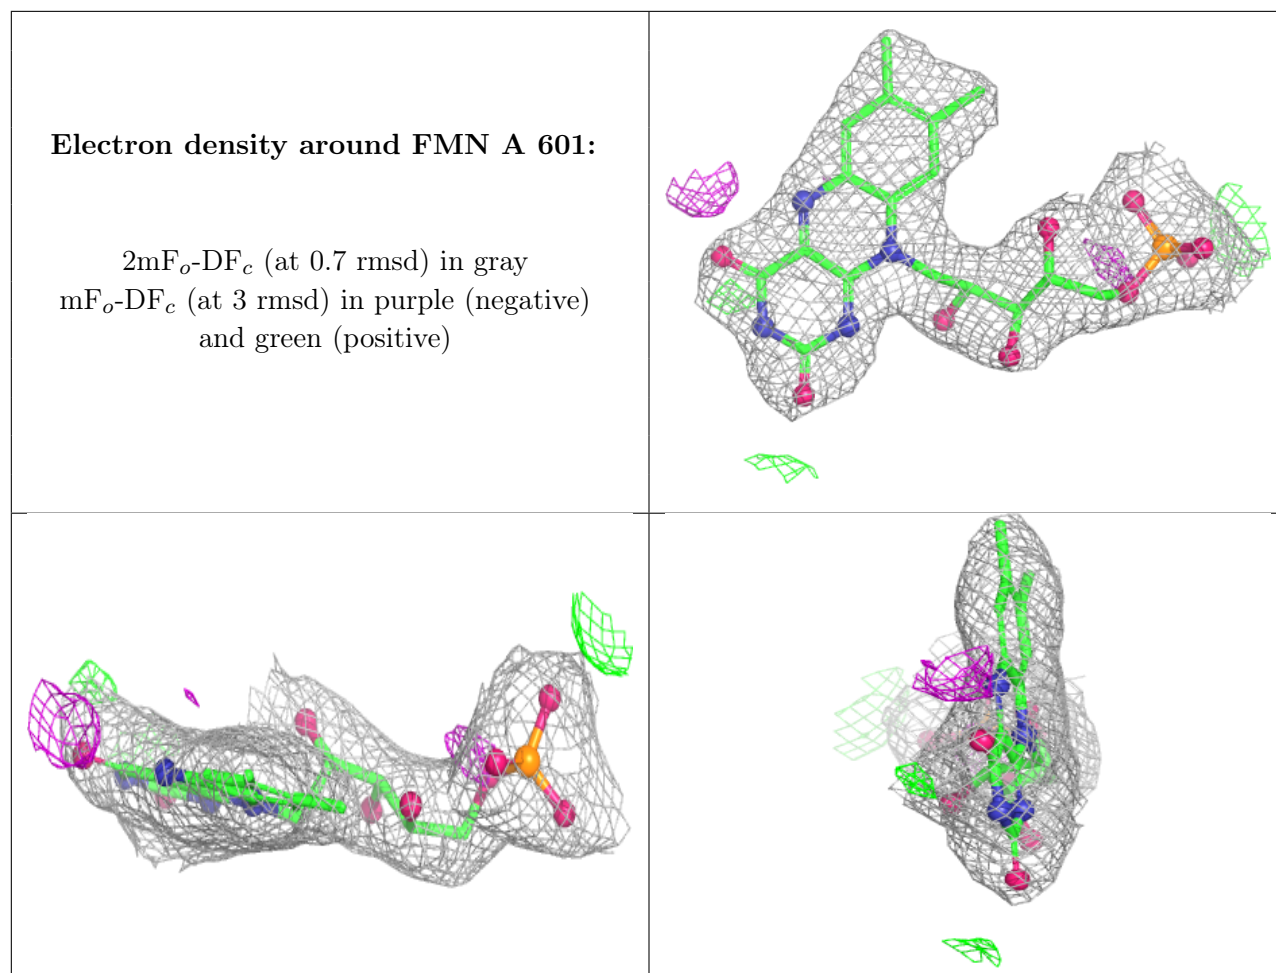 Electron density around FMN A 601:
2mFo-DFc (at 0.7 rmsd) in gray
mFo-DFc (at 3 rmsd) in purple (negative)
and green (positive)